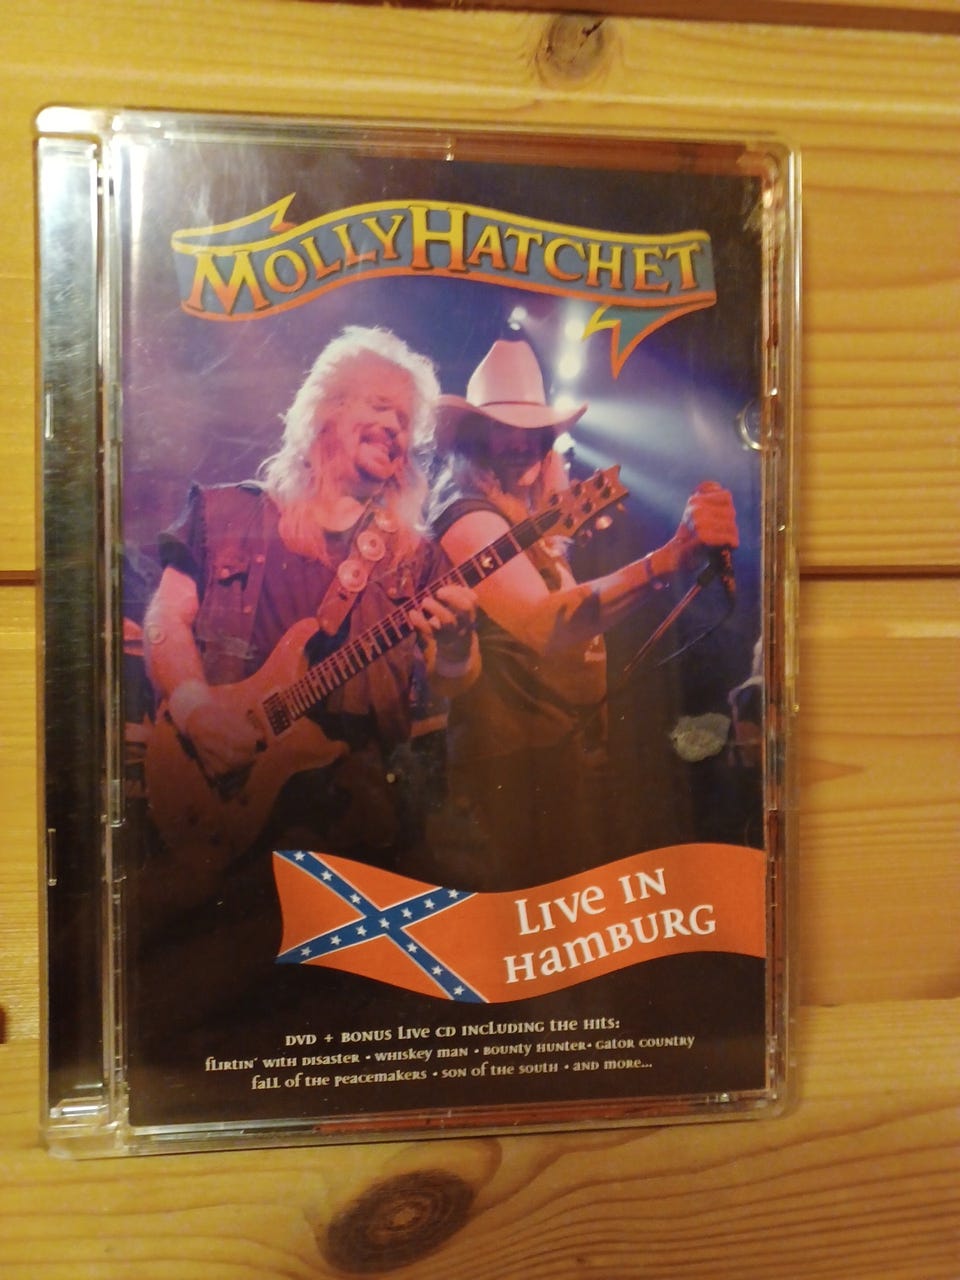 MOLLY HATCHET
Live in
Hamburg
DVD + Bonus Live CD including the hits:
flirtin' with disaster • whiskey man • bounty hunter • gator country
fall of the peacemakers • son of the south • and more...